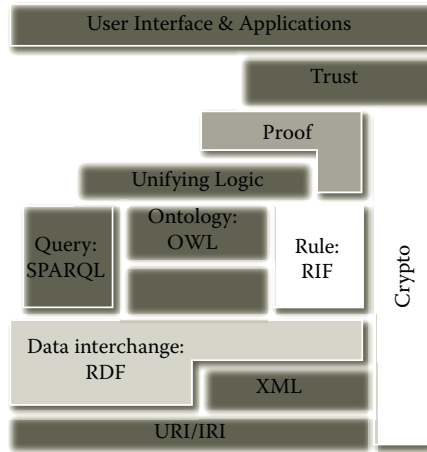 User Interface & Applications
Trust
Proof
Unifying Logic
Query:
SPARQL
Ontology:
OWL
Rule:
RIF
Crypto
Data interchange:
RDF
XML
URI/IRI